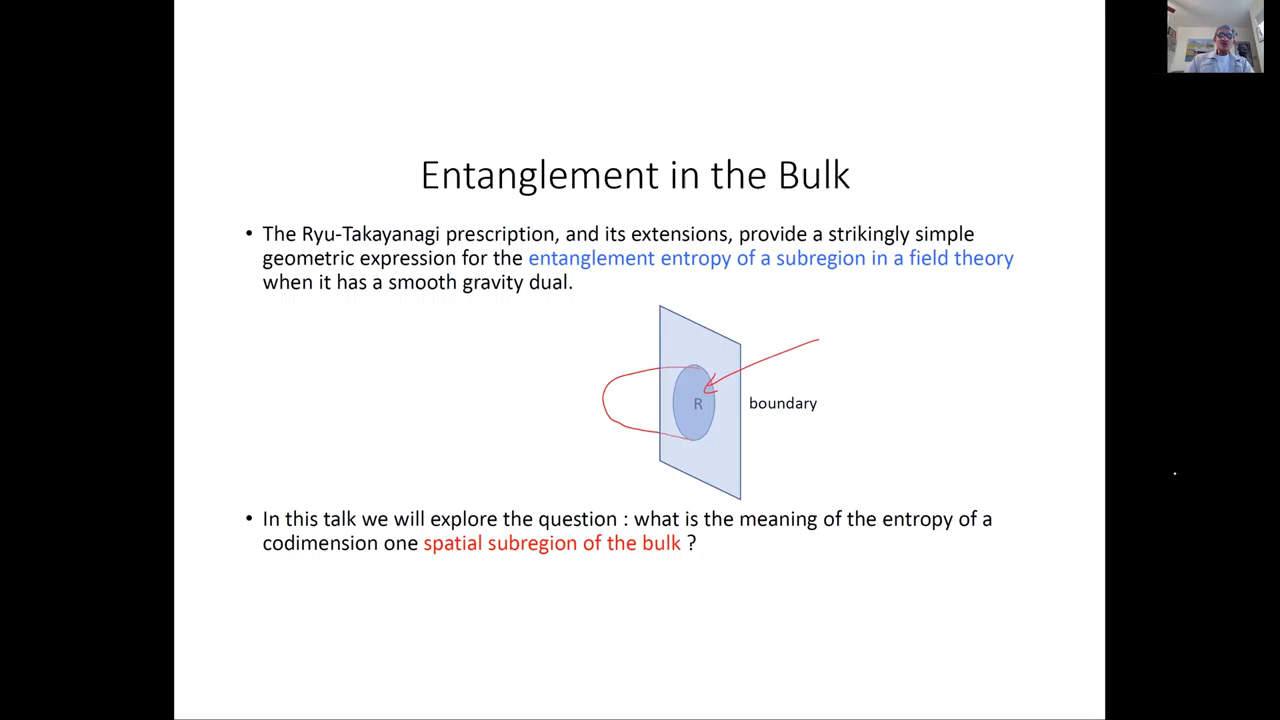 Entanglement in the Bulk
• The Ryu-Takayanagi prescription, and its extensions, provide a strikingly simple
geometric expression for the entanglement entropy of a subregion in a field theory
when it has a smooth gravity dual.
R
boundary
• In this talk we will explore the question : what is the meaning of the entropy of a
codimension one spatial subregion of the bulk ?